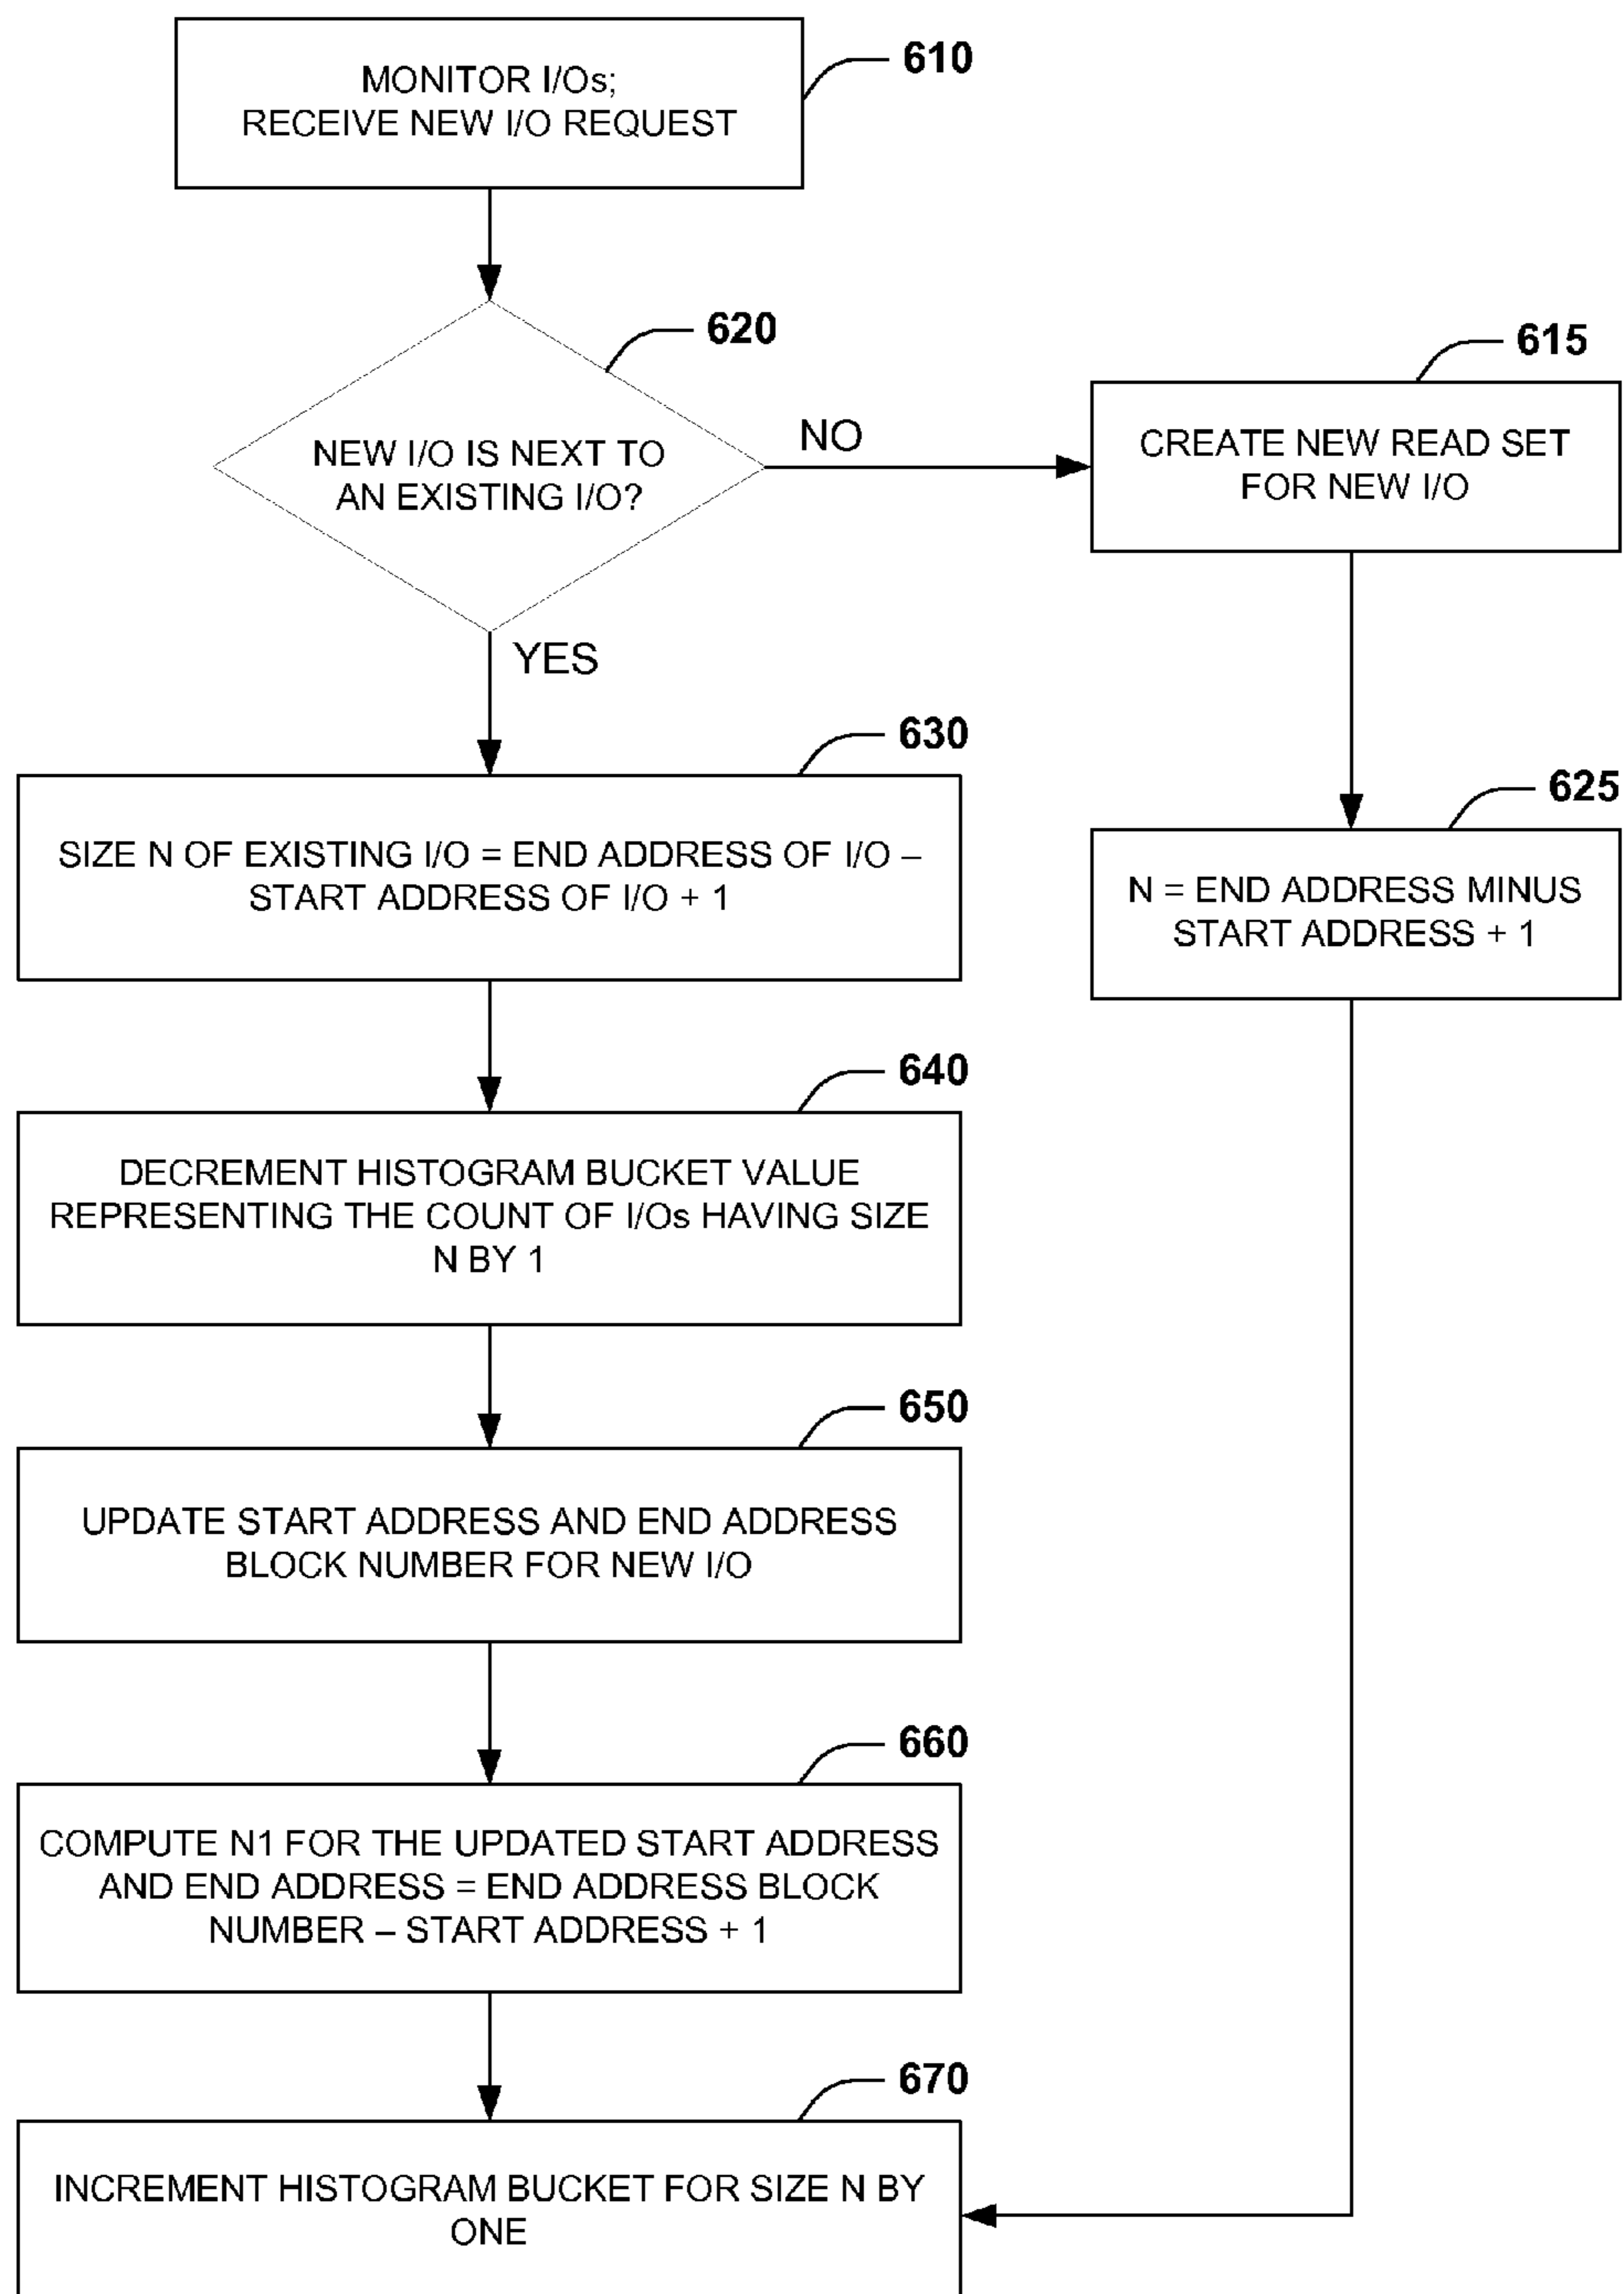 610
MONITOR I/Os;
RECEIVE NEW I/O REQUEST
620
NEW I/O IS NEXT TO
AN EXISTING I/O?
NO
615
CREATE NEW READ SET
FOR NEW I/O
YES
630
SIZE N OF EXISTING I/O = END ADDRESS OF I/O –
START ADDRESS OF I/O + 1
625
N = END ADDRESS MINUS
START ADDRESS + 1
640
DECREMENT HISTOGRAM BUCKET VALUE
REPRESENTING THE COUNT OF I/Os HAVING SIZE
N BY 1
650
UPDATE START ADDRESS AND END ADDRESS
BLOCK NUMBER FOR NEW I/O
660
COMPUTE N1 FOR THE UPDATED START ADDRESS
AND END ADDRESS = END ADDRESS BLOCK
NUMBER – START ADDRESS + 1
670
INCREMENT HISTOGRAM BUCKET FOR SIZE N BY
ONE